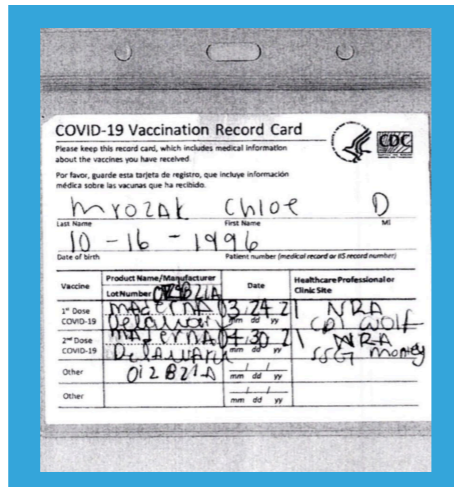 COVID-19 Vaccination Record Card
CDC
Please keep this record card, which includes medical information
about the vaccines you have received.
Por favor, guarde esta tarjeta de registro, que incluye información
médica sobre las vacunas que ha recibido.
Mrozak Chloe D
Last Name First Name MI
10 - 16 - 1996
Date of birth Patient number (medical record or IIS record number)
Vaccine Product Name/Manufacturer Date Healthcare Professional or
Lot Number Clinic Site
1st Dose Maderna 03 24 21 NRA
COVID-19 mm dd yy CPT Wolf
2nd Dose Maderna 04 30 21 NRA
COVID-19 mm dd yy SSG money
Other 012B21A mm dd yy
Other mm dd yy